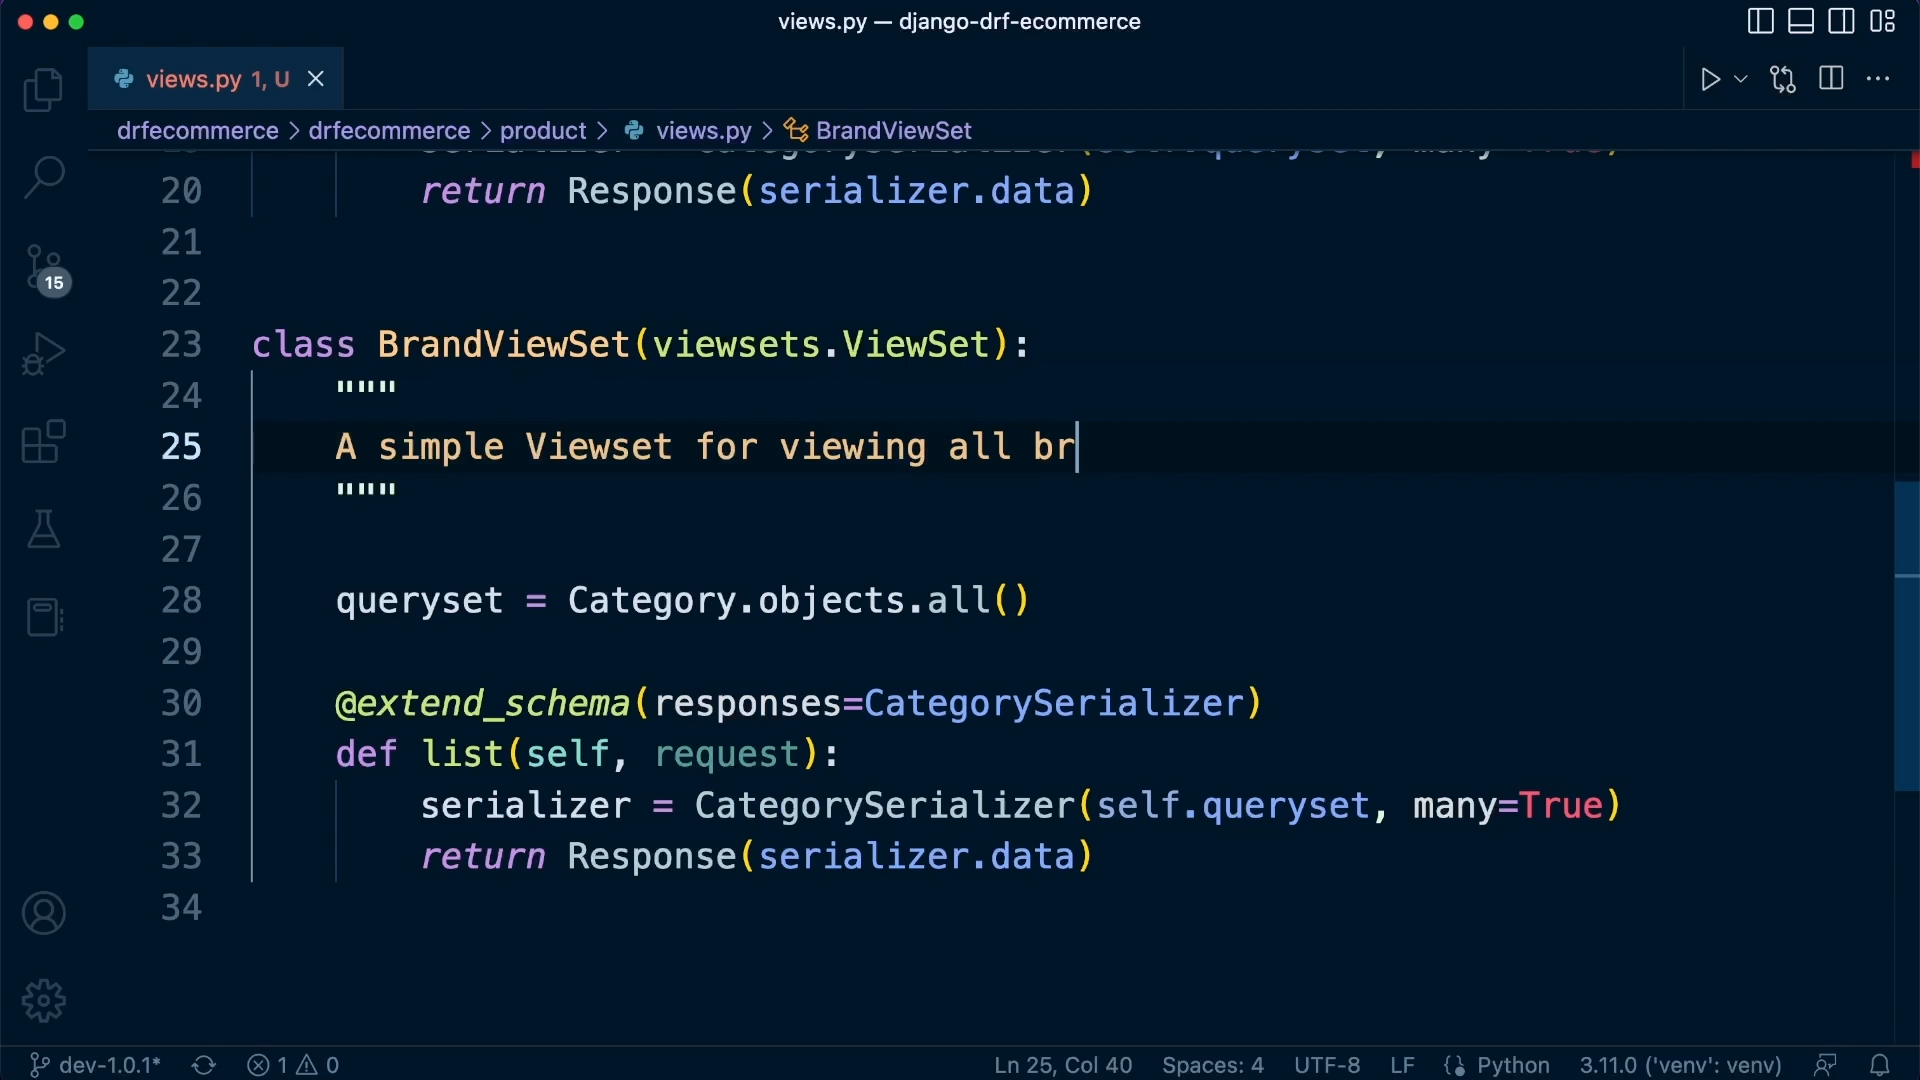 views.py — django-drf-ecommerce
views.py 1, U
drfecommerce > drfecommerce > product > views.py > BrandViewSet
20 return Response(serializer.data)
21
22
23 class BrandViewSet(viewsets.ViewSet):
24 """
25 A simple Viewset for viewing all br
26 """
27
28 queryset = Category.objects.all()
29
30 @extend_schema(responses=CategorySerializer)
31 def list(self, request):
32 serializer = CategorySerializer(self.queryset, many=True)
33 return Response(serializer.data)
34
15
dev-1.0.1* 1 0 Ln 25, Col 40 Spaces: 4 UTF-8 LF Python 3.11.0 ('venv': venv)